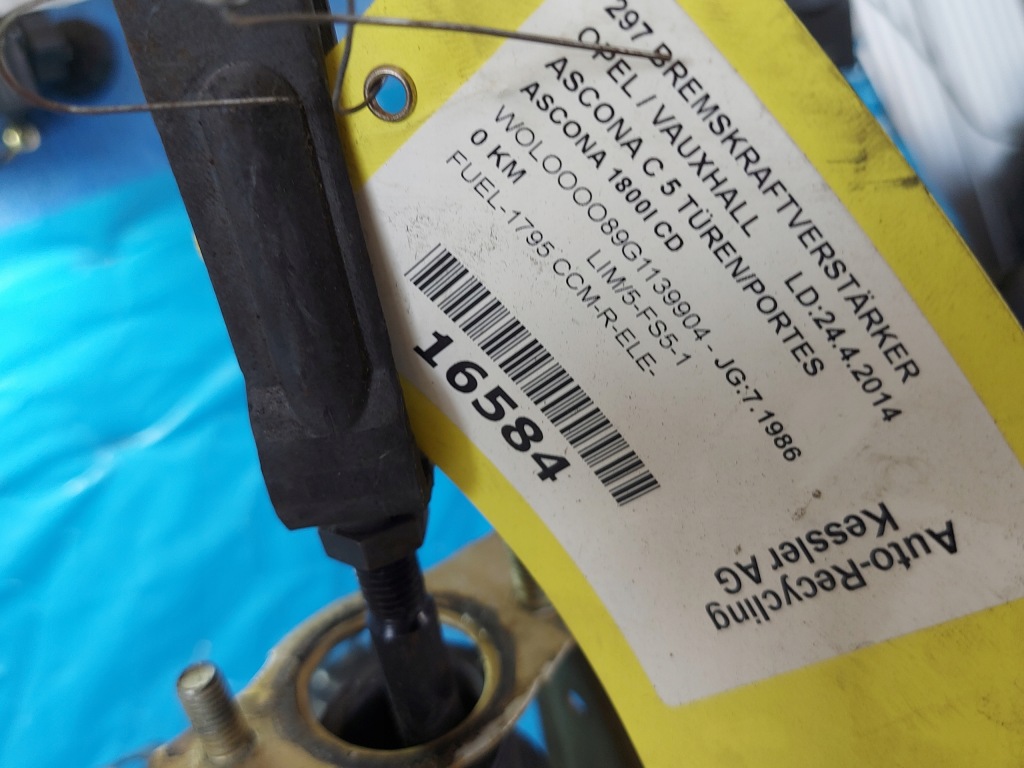 297 BREMSKRAFTVERSTÄRKER
OPEL / VAUXHALL LD:24.4.2014
ASCONA C 5 TÜREN/PORTES
ASCONA 1800I CD
WOLOOOO89G1139904 - JG:7.1986
0 KM LIM/5-FS5-1
FUEL-1795 CCM-R-ELE-
16584
Auto-Recycling
Kessler AG